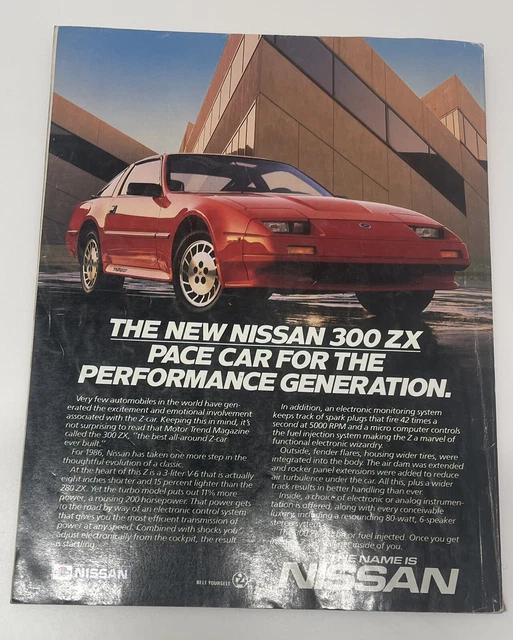 THE NEW NISSAN 300 ZX
PACE CAR FOR THE
PERFORMANCE GENERATION.
Very few automobiles in the world have gen-
erated the excitement and emotional involvement
associated with the Z-car. Keeping this in mind, it's
not surprising to read that Motor Trend Magazine
called the 300 ZX, "the best all-around Z-car
ever built."
For 1986, Nissan has taken one more step in the
thoughtful evolution of a classic.
At the heart of this Z is a 3-liter V-6 that is actually
eight inches shorter and 15 percent lighter than the
280 ZX. Yet the turbo model puts out 11% more
power, a rousing 200 horsepower. That power gets
to the road by way of an electronic control system
that gives you the most efficient transmission of
power at any speed. Combined with shocks you
adjust electronically from the cockpit, the result
is startling.
In addition, an electronic monitoring system
keeps track of spark plugs that fire 42 times a
second at 5000 RPM and a micro computer controls
the fuel injection system making the Z a marvel of
functional electronic wizardry.
Outside, fender flares, housing wider tires, were
integrated into the body. The air dam was extended
and rocker panel extensions were added to reduce
air turbulence under the car. All this, plus a wider
track results in better handling than ever.
Inside, a choice of electronic or analog instrumen-
tation is offered, along with every conceivable
luxury, including a resounding 80-watt, 6-speaker
or fuel injected. Once you get
inside of you.
NISSAN
BELT YOURSELF
THE NAME IS
NISSAN